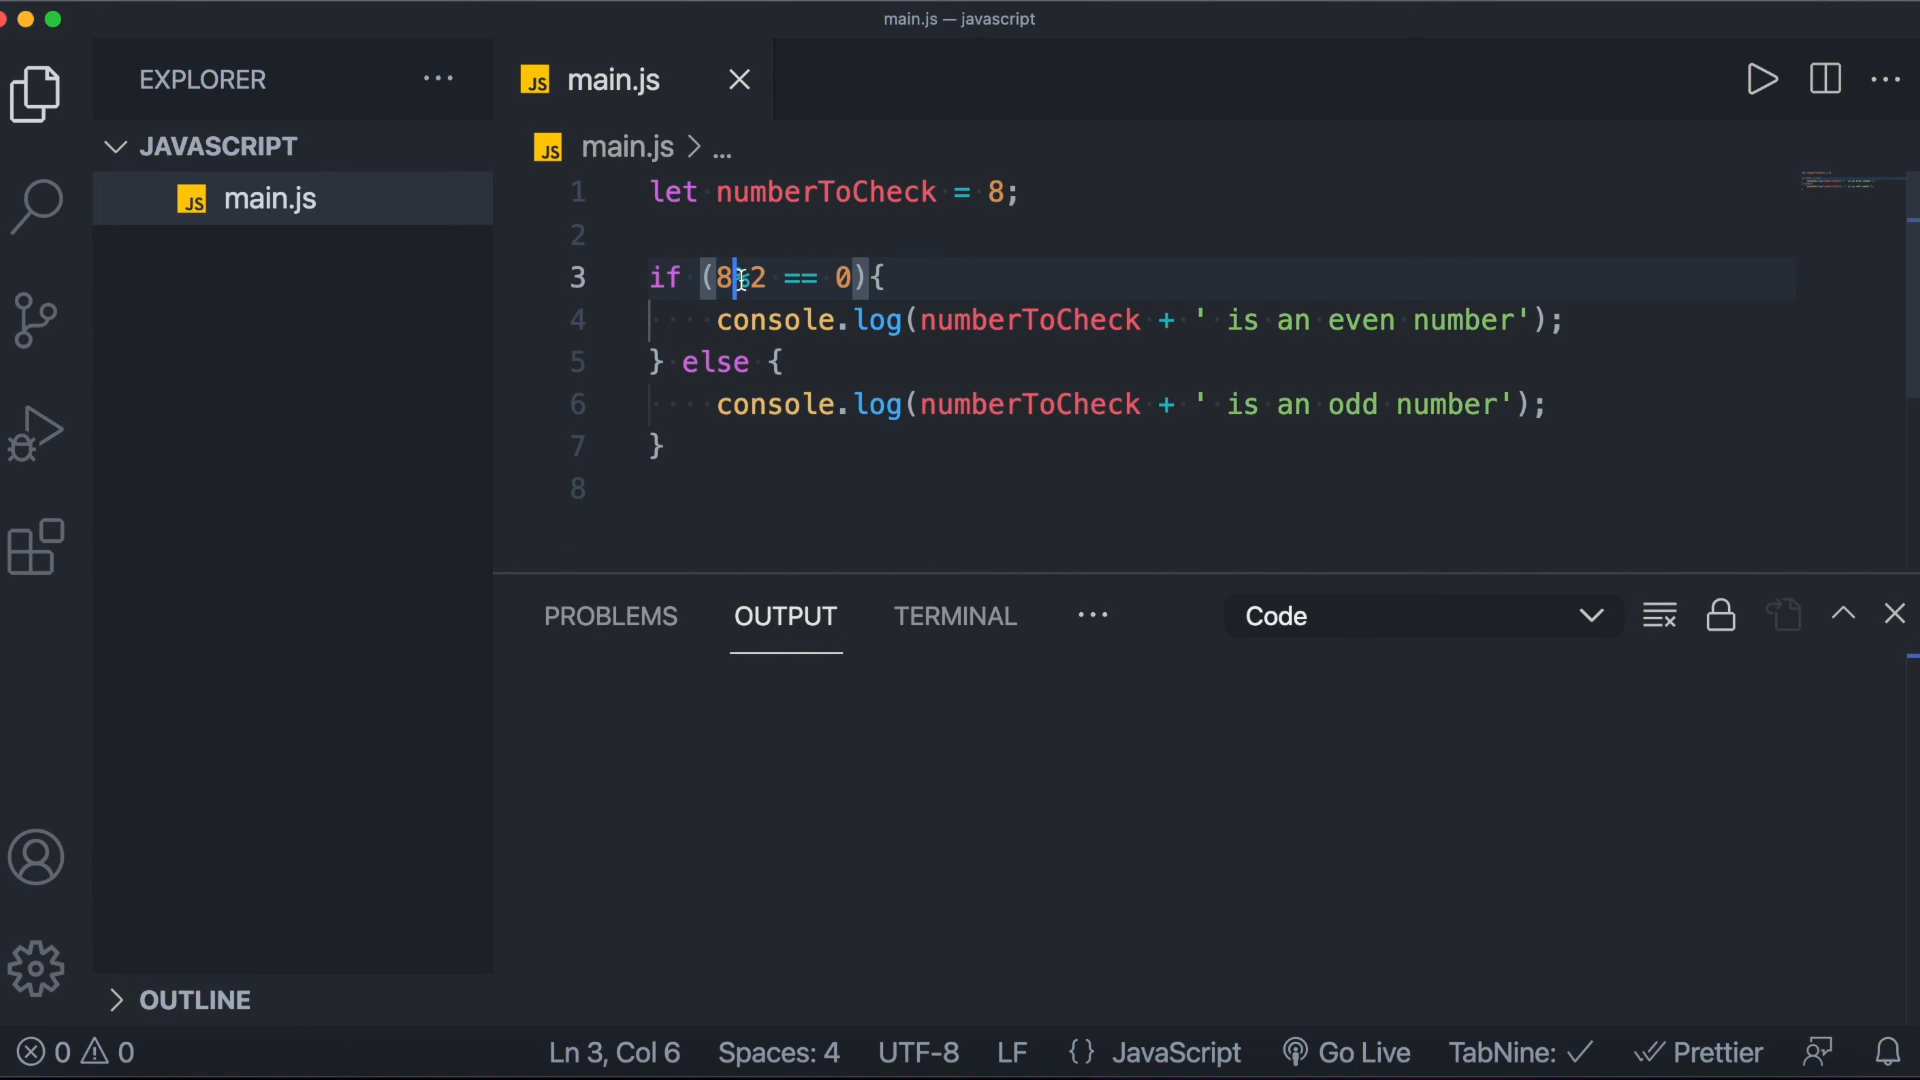 main.js — javascript
EXPLORER
JS main.js
JAVASCRIPT
JS main.js
JS main.js > ...
1 let numberToCheck = 8;
2
3 if (8%2 == 0){
4 console.log(numberToCheck + ' is an even number');
5 } else {
6 console.log(numberToCheck + ' is an odd number');
7 }
8
PROBLEMS OUTPUT TERMINAL ... Code
OUTLINE
0 0 Ln 3, Col 6 Spaces: 4 UTF-8 LF {} JavaScript Go Live TabNine: ✓ Prettier